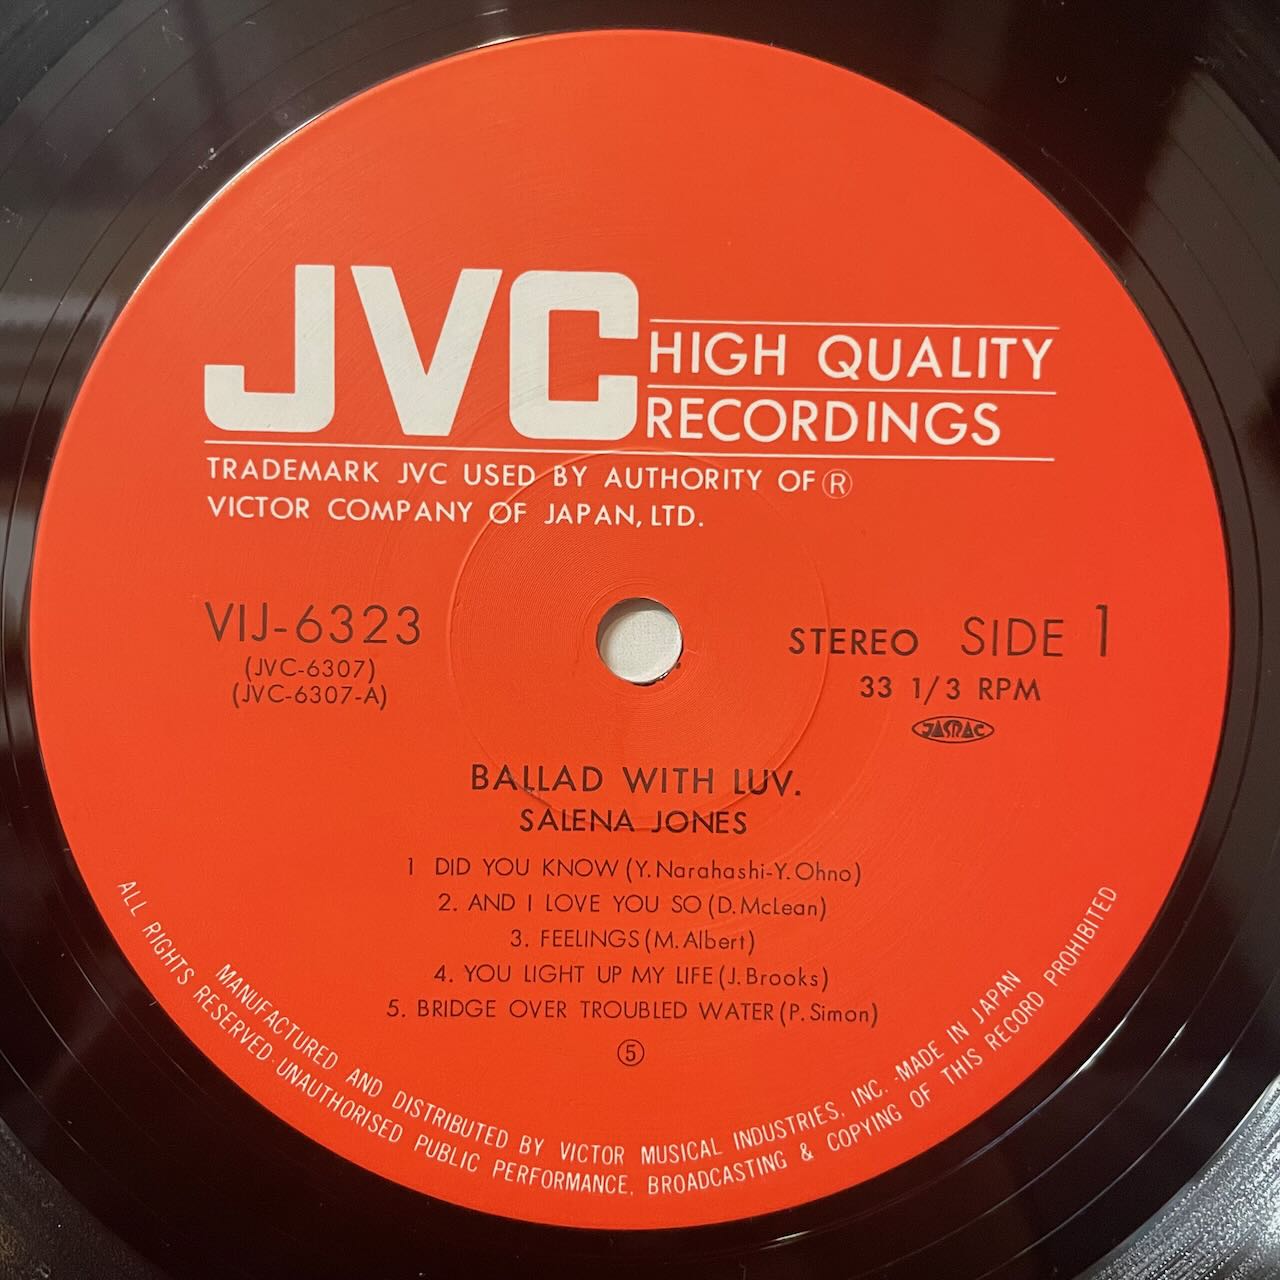 JVC HIGH QUALITY
RECORDINGS
TRADEMARK JVC USED BY AUTHORITY OF ®
VICTOR COMPANY OF JAPAN, LTD.
VIJ-6323
(JVC-6307)
(JVC-6307-A)
STEREO SIDE 1
33 1/3 RPM
JASRAC
BALLAD WITH LUV.
SALENA JONES
1 DID YOU KNOW (Y. Narahashi-Y. Ohno)
2. AND I LOVE YOU SO (D. McLean)
3. FEELINGS (M. Albert)
4. YOU LIGHT UP MY LIFE (J. Brooks)
5. BRIDGE OVER TROUBLED WATER (P. Simon)
⑤
MANUFACTURED AND DISTRIBUTED BY VICTOR MUSICAL INDUSTRIES, INC. · MADE IN JAPAN
ALL RIGHTS RESERVED · UNAUTHORISED PUBLIC PERFORMANCE, BROADCASTING & COPYING OF THIS RECORD PROHIBITED